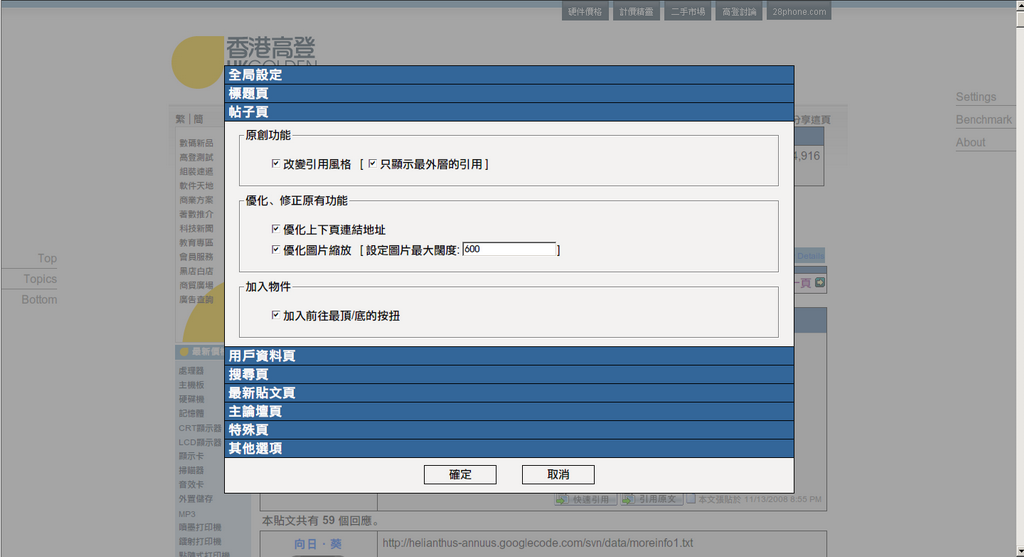 硬件價格 計價精靈 二手市場 高登討論 28phone.com
香港高登
HKGOLDEN
全局設定
標題頁
帖子頁
原創功能
改變引用風格 [ 只顯示最外層的引用 ]
優化、修正原有功能
優化上下頁連結地址
優化圖片縮放 [ 設定圖片最大闊度: 600 ]
加入物件
加入前往最頂/底的按扭
用戶資料頁
搜尋頁
最新貼文頁
主論壇頁
特殊頁
其他選項
確定 取消
繁 | 簡
數碼新品
高登測試
組裝速遞
軟件天地
商業方案
著數推介
科技新聞
教育專區
會員服務
黑店白店
商貿廣場
廣告查詢
最新價格
處理器
主機板
硬碟機
記憶體
CRT顯示器
LCD顯示器
顯示卡
掃瞄器
音效卡
外置儲存
MP3
噴墨打印機
鐳射打印機
點陣式打印機
Top
Topics
Bottom
Settings
Benchmark
About
分享這頁
4,916
Details
一頁
快速引用 引用原文 本文張貼於 11/13/2008 8:55 PM
本貼文共有 59 個回應。
向日．葵
http://helianthus-annuus.googlecode.com/svn/data/moreinfo1.txt